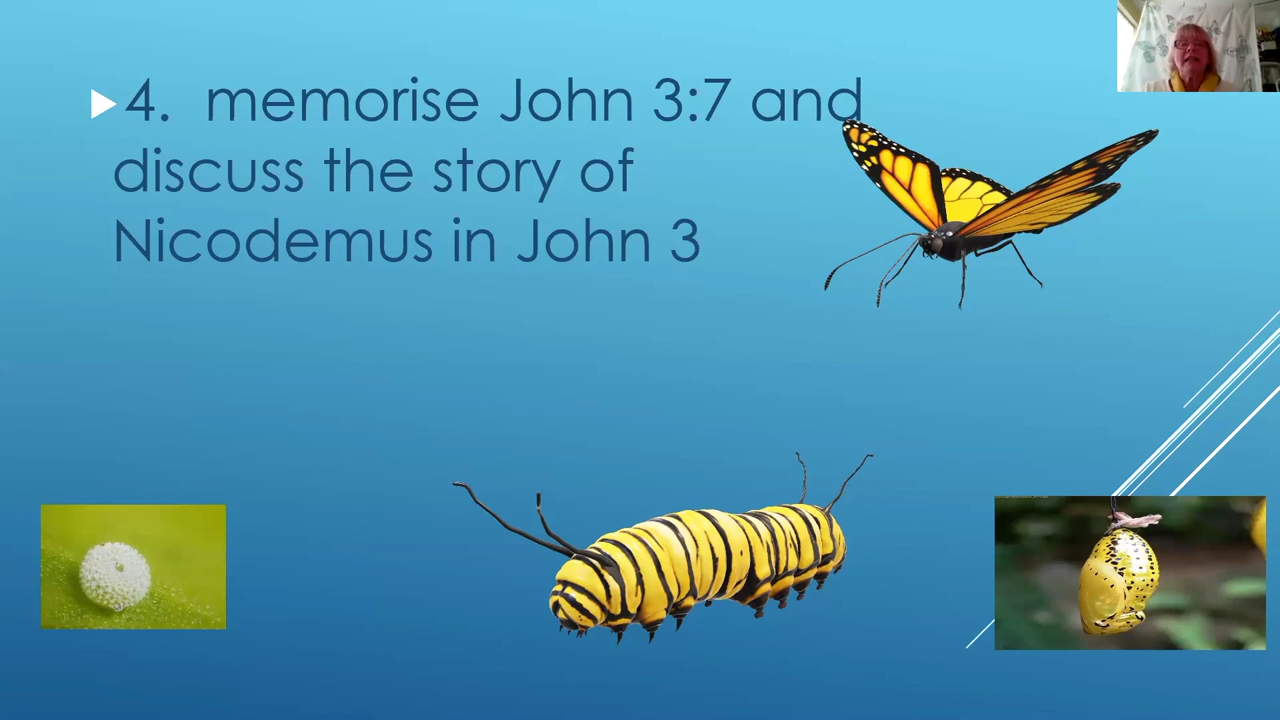 4. memorise John 3:7 and
discuss the story of
Nicodemus in John 3